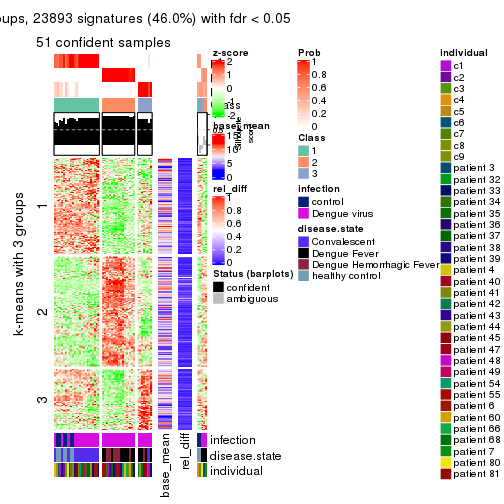 oups, 23893 signatures (46.0%) with fdr < 0.05
51 confident samples
k-means with 3 groups
1
2
3
base_mean
rel_diff
infection
disease.state
individual
z-score
2
1
0
-1
-2
base_mean
15
10
5
0
rel_diff
1
0.8
0.6
0.4
0.2
0
Status (barplots)
confident
ambiguous
Prob
1
0.8
0.6
0.4
0.2
0
Class
1
2
3
infection
control
Dengue virus
disease.state
Convalescent
Dengue Fever
Dengue Hemorrhagic Fever
healthy control
individual
c1
c2
c3
c4
c5
c6
c7
c8
c9
patient 3
patient 32
patient 33
patient 34
patient 35
patient 36
patient 37
patient 38
patient 39
patient 4
patient 40
patient 41
patient 42
patient 43
patient 44
patient 45
patient 47
patient 48
patient 49
patient 54
patient 55
patient 6
patient 60
patient 66
patient 68
patient 7
patient 80
patient 81